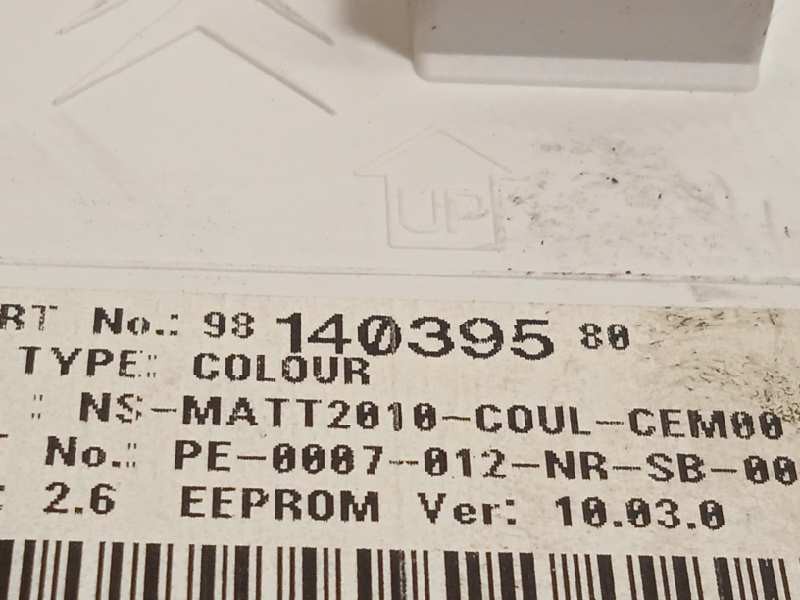 UP
RT No.: 98 140395 80
TYPE: COLOUR
: NS-MATT2010-COUL-CEM00
T No.: PE-0007-012-NR-SB-00
: 2.6 EEPROM Ver: 10.03.0